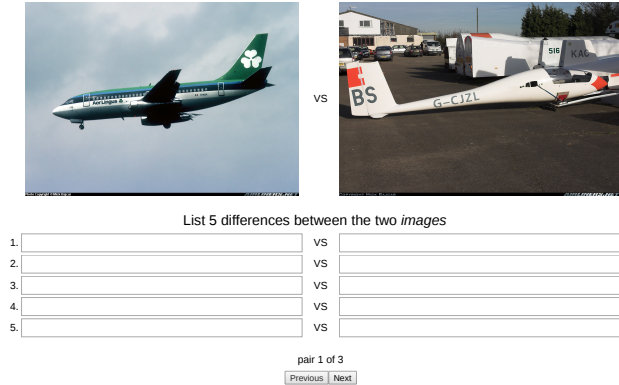 Aer Lingus
VS
516
KAG
BS
G-CJZL
List 5 differences between the two images
1. VS
2. VS
3. VS
4. VS
5. VS
pair 1 of 3
Previous Next